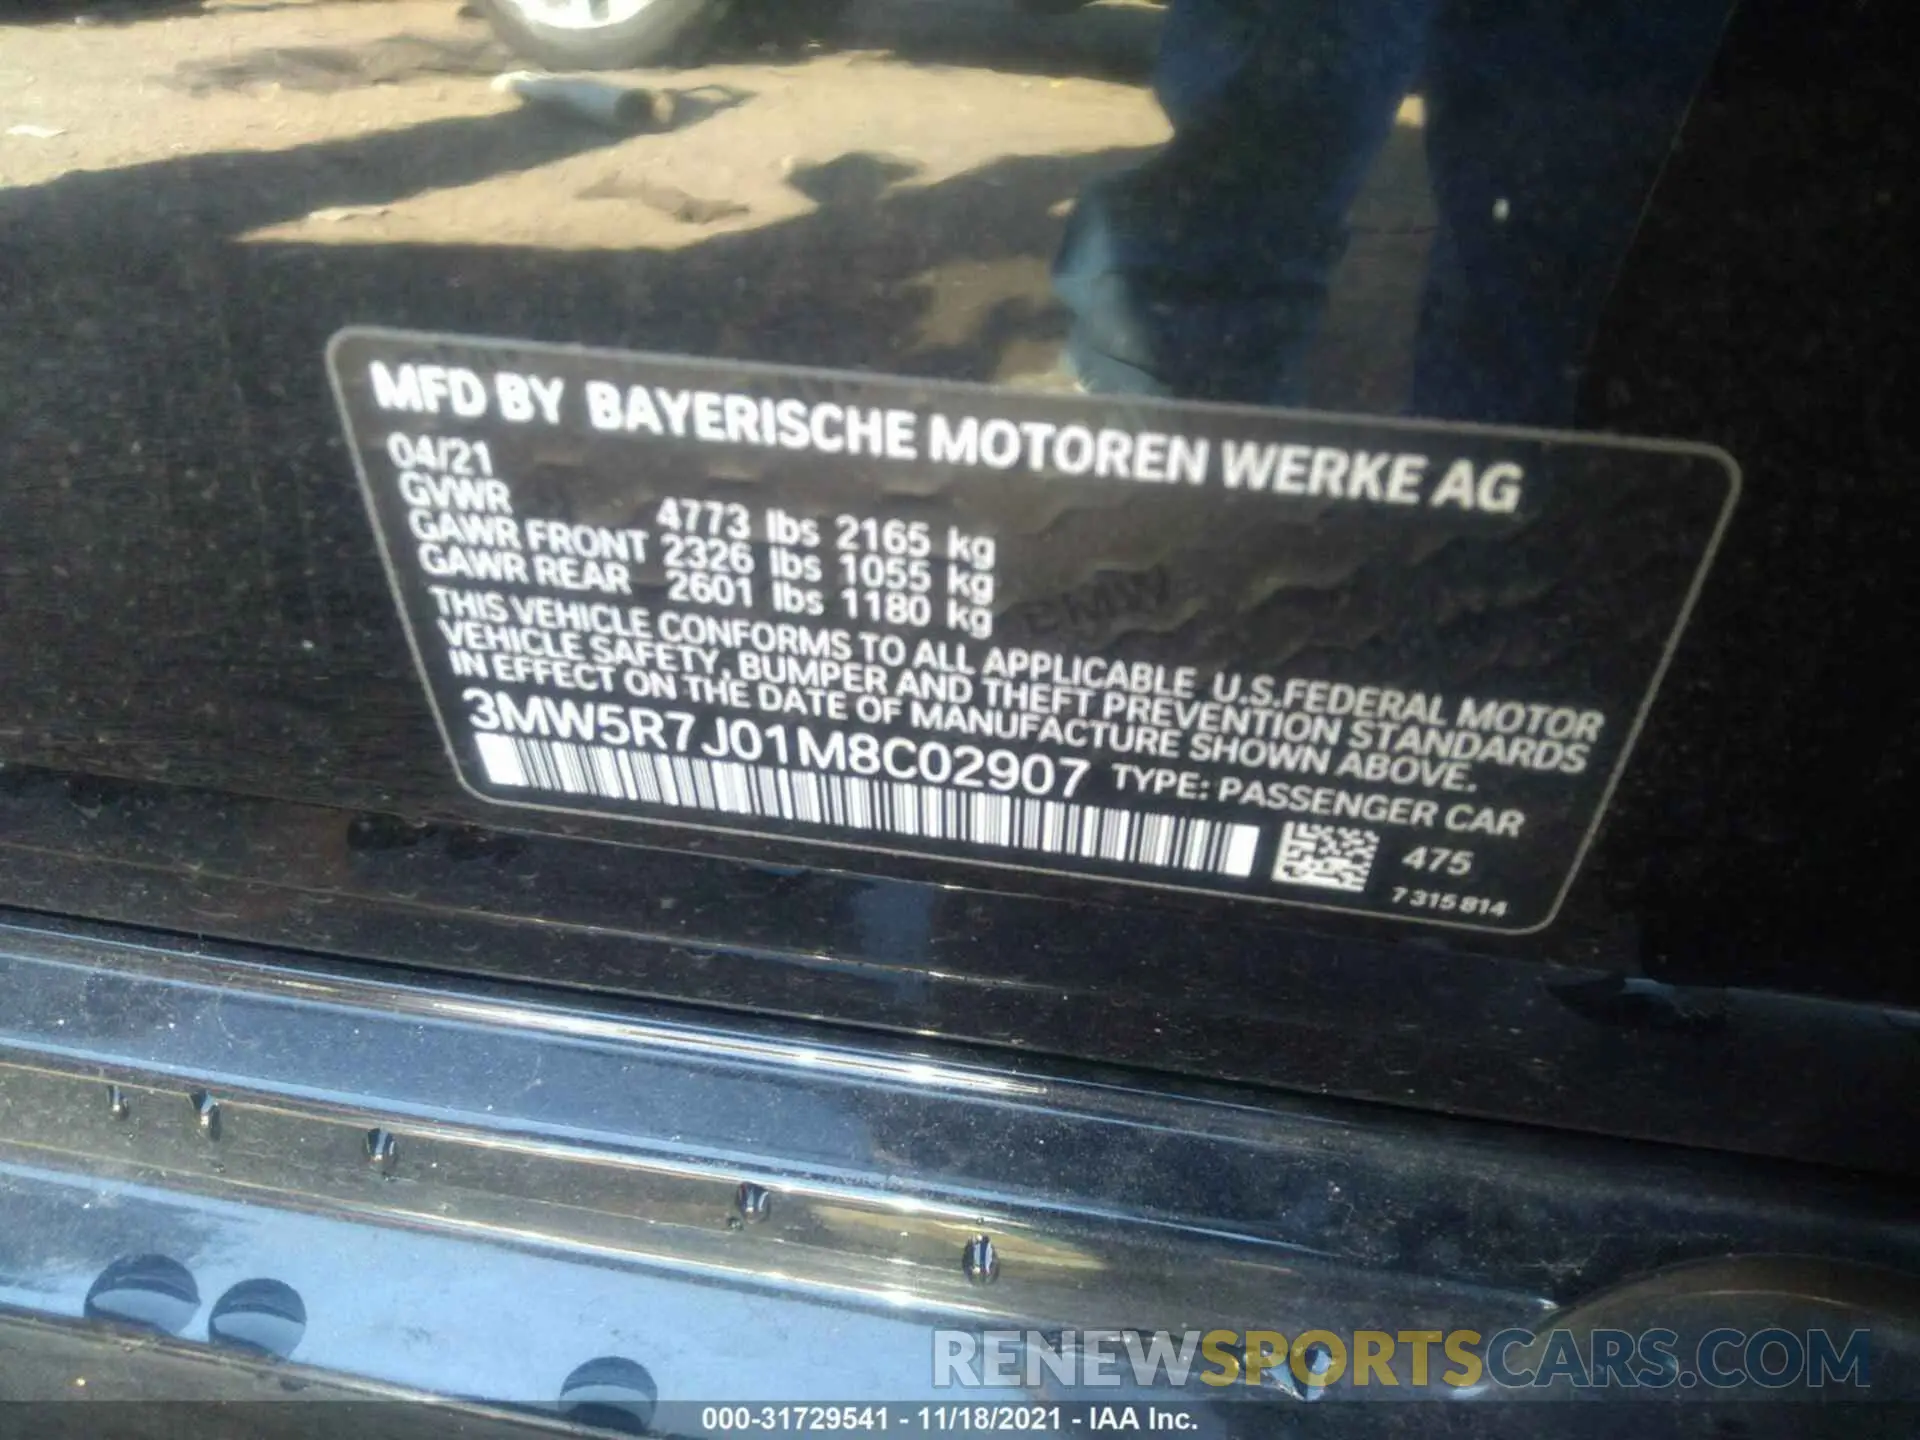 MFD BY BAYERISCHE MOTOREN WERKE AG
04/21
GVWR 4773 lbs 2165 kg
GAWR FRONT 2326 lbs 1055 kg
GAWR REAR 2601 lbs 1180 kg
THIS VEHICLE CONFORMS TO ALL APPLICABLE U.S.FEDERAL MOTOR
VEHICLE SAFETY, BUMPER AND THEFT PREVENTION STANDARDS
IN EFFECT ON THE DATE OF MANUFACTURE SHOWN ABOVE.
3MW5R7J01M8C02907 TYPE: PASSENGER CAR
475
7 315 814
BMW
RENEWSPORTSCARS.COM
000-31729541 - 11/18/2021 - IAA Inc.